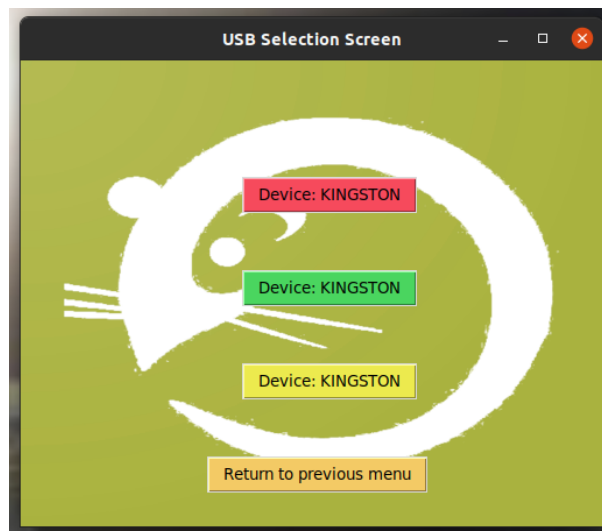 USB Selection Screen
Device: KINGSTON
Device: KINGSTON
Device: KINGSTON
Return to previous menu